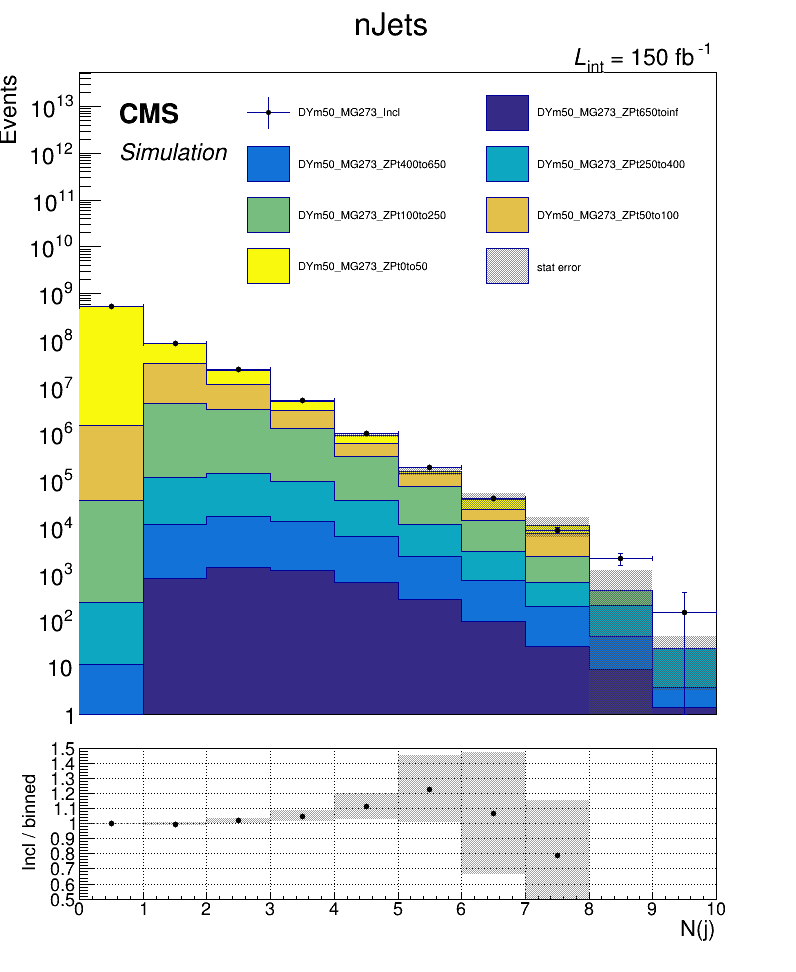 nJets
L_int = 150 fb^-1
Events
10^13
10^12
10^11
10^10
10^9
10^8
10^7
10^6
10^5
10^4
10^3
10^2
10
1
CMS
Simulation
DYm50_MG273_Incl
DYm50_MG273_ZPt650toinf
DYm50_MG273_ZPt400to650
DYm50_MG273_ZPt250to400
DYm50_MG273_ZPt100to250
DYm50_MG273_ZPt50to100
DYm50_MG273_ZPt0to50
stat error
Incl / binned
1.5
1.4
1.3
1.2
1.1
1
0.9
0.8
0.7
0.6
0.5
0 1 2 3 4 5 6 7 8 9 10
N(j)